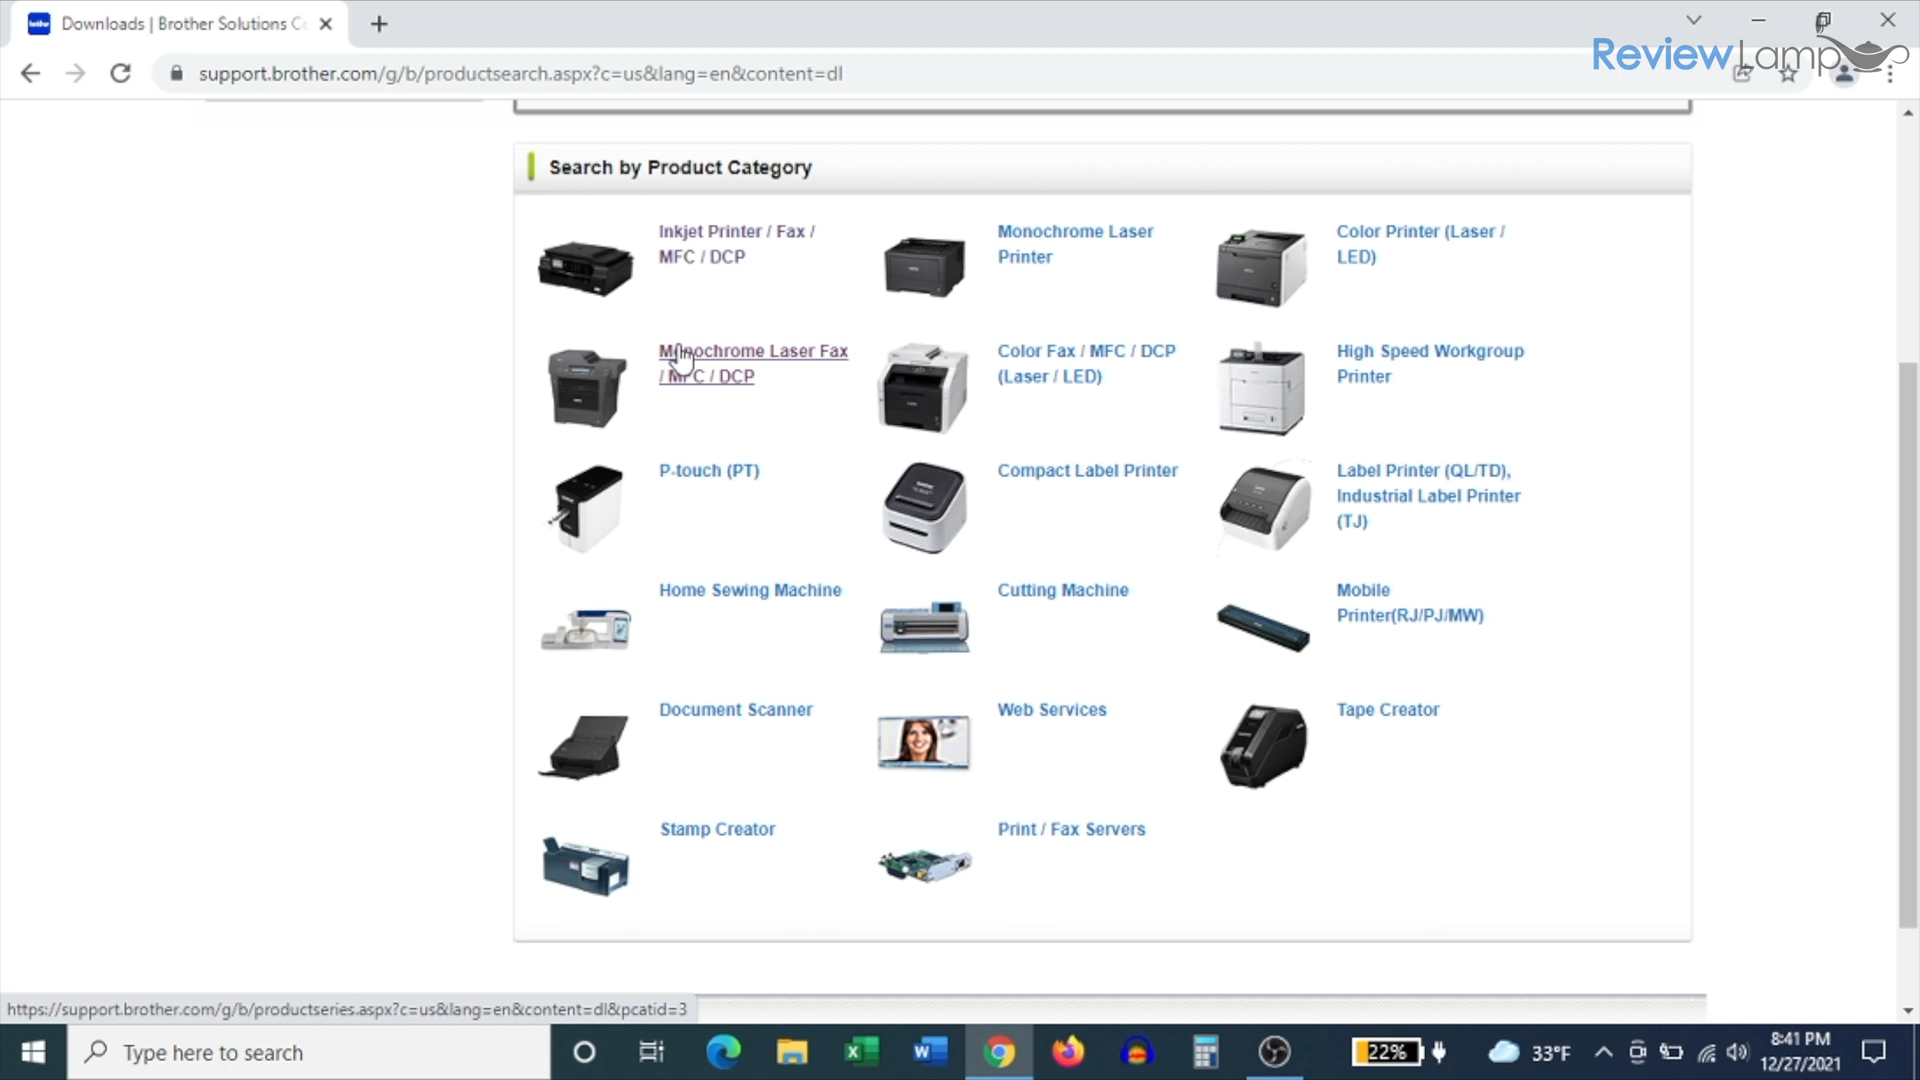 Downloads | Brother Solutions Ce
ReviewLamp
support.brother.com/g/b/productsearch.aspx?c=us&lang=en&content=dl
Search by Product Category
Inkjet Printer / Fax /
MFC / DCP
Monochrome Laser
Printer
Color Printer (Laser /
LED)
Monochrome Laser Fax
/ MFC / DCP
Color Fax / MFC / DCP
(Laser / LED)
High Speed Workgroup
Printer
P-touch (PT)
Compact Label Printer
Label Printer (QL/TD),
Industrial Label Printer
(TJ)
Home Sewing Machine
Cutting Machine
Mobile
Printer(RJ/PJ/MW)
Document Scanner
Web Services
Tape Creator
Stamp Creator
Print / Fax Servers
https://support.brother.com/g/b/productseries.aspx?c=us&lang=en&content=dl&pcatid=3
Type here to search
22%
33°F
8:41 PM
12/27/2021